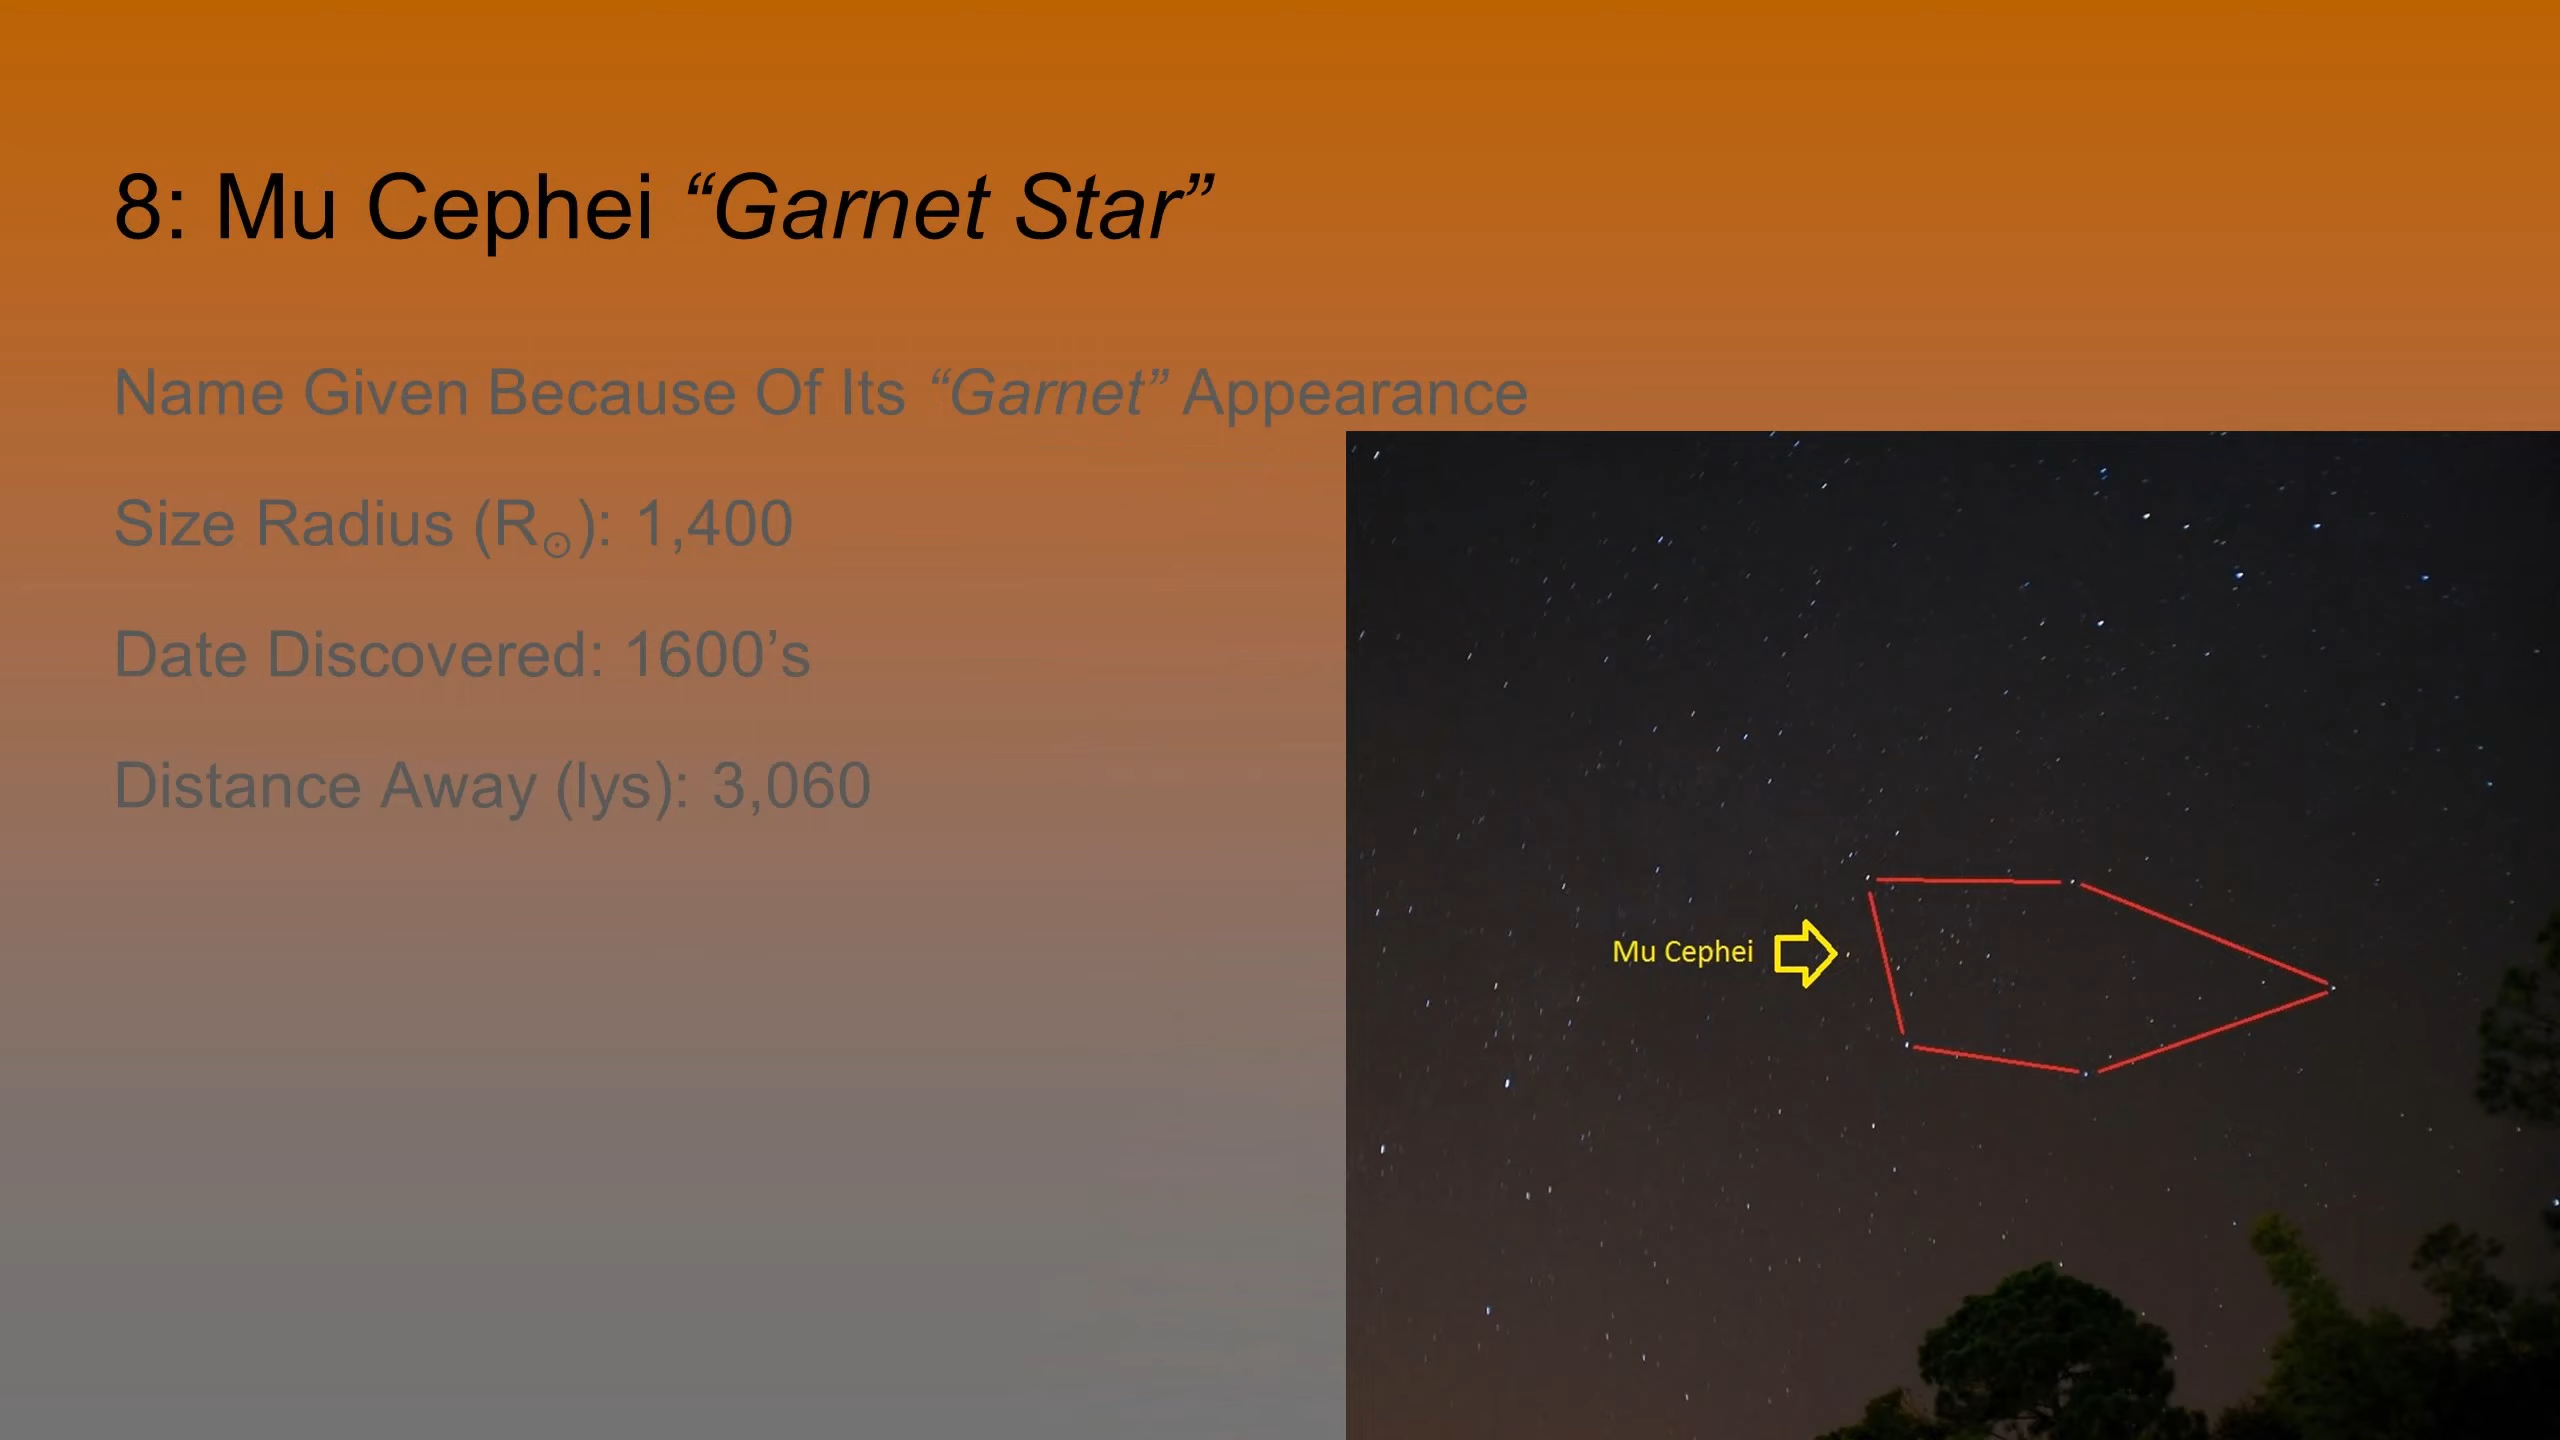 8: Mu Cephei “Garnet Star”
Name Given Because Of Its “Garnet” Appearance
Size Radius (R☉): 1,400
Date Discovered: 1600’s
Distance Away (lys): 3,060
Mu Cephei